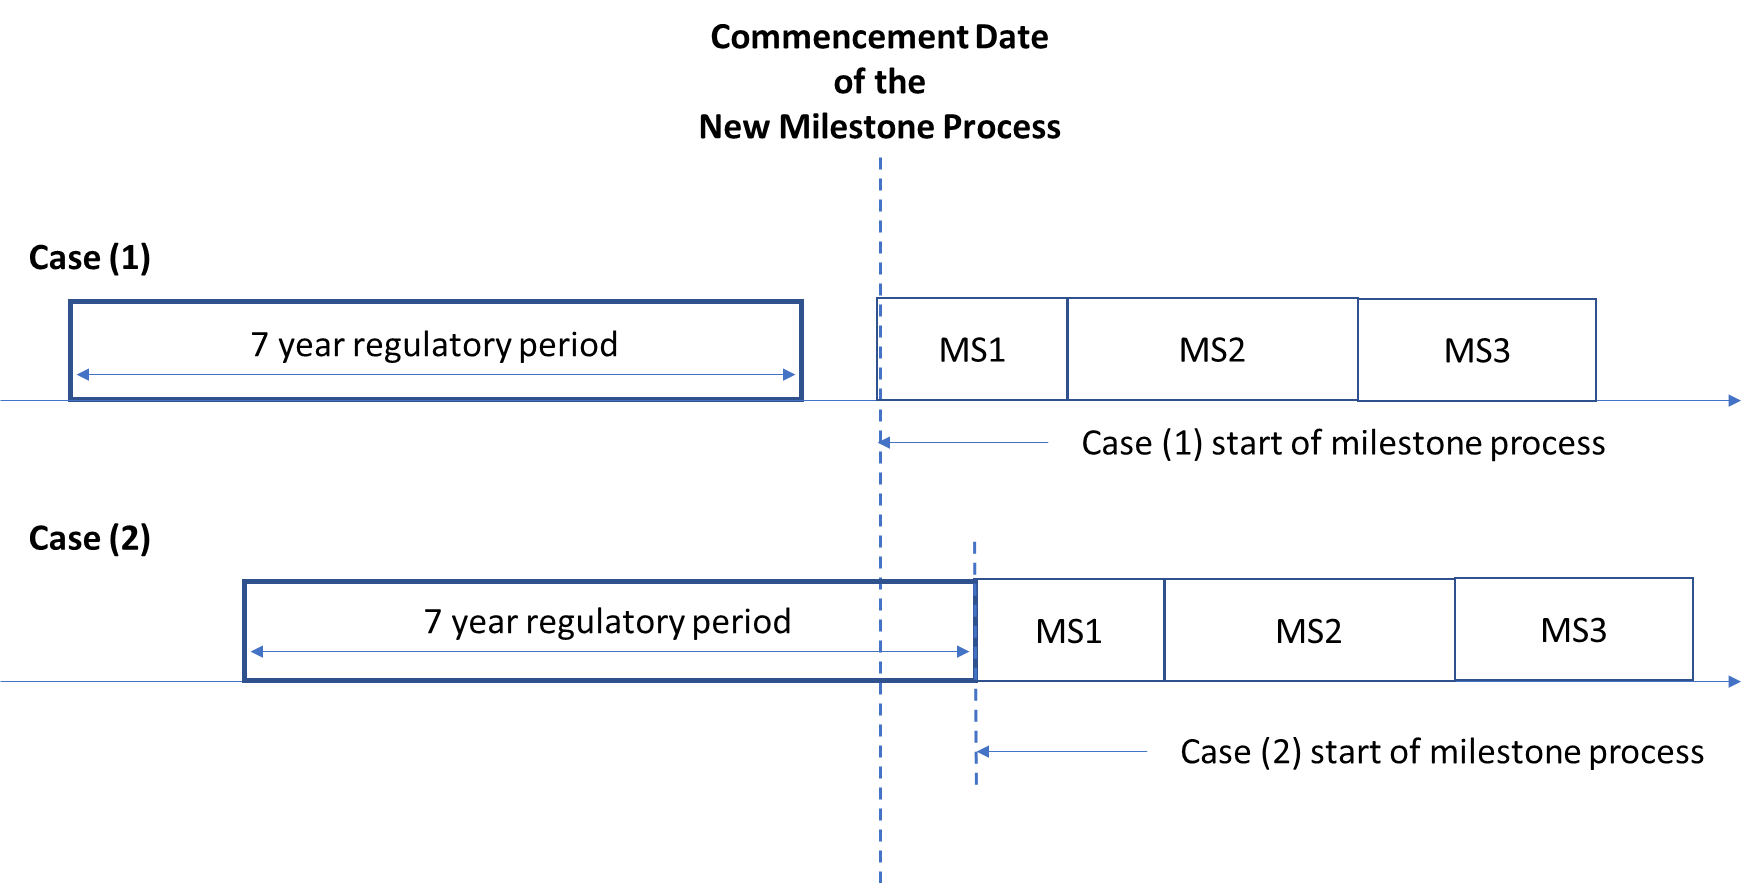 Commencement Date
of the
New Milestone Process
Case (1)
7 year regulatory period
MS1
MS2
MS3
Case (1) start of milestone process
Case (2)
7 year regulatory period
MS1
MS2
MS3
Case (2) start of milestone process